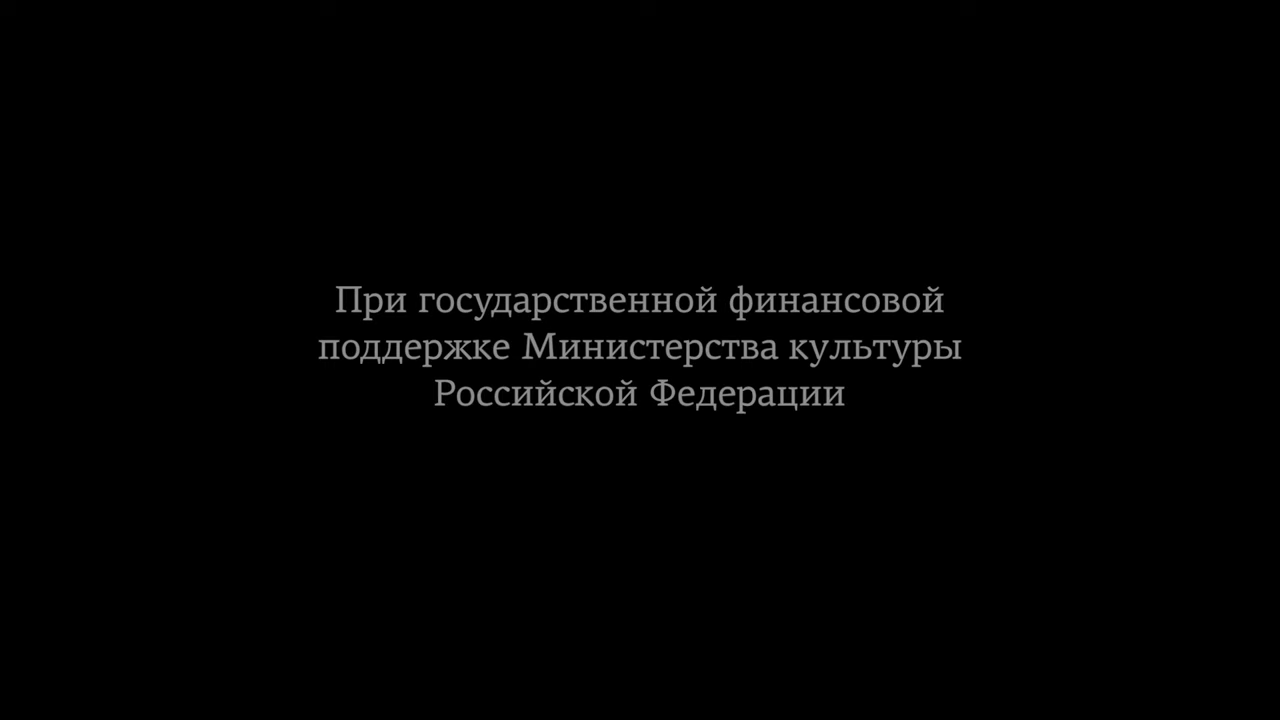 При государственной финансовой
поддержке Министерства культуры
Российской Федерации